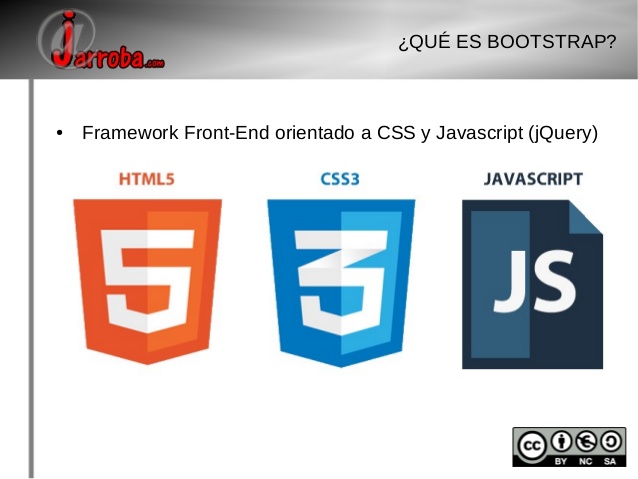 Jarroba.com
¿QUÉ ES BOOTSTRAP?
• Framework Front-End orientado a CSS y Javascript (jQuery)
HTML5 CSS3 JAVASCRIPT
5 3 JS
cc
BY NC SA